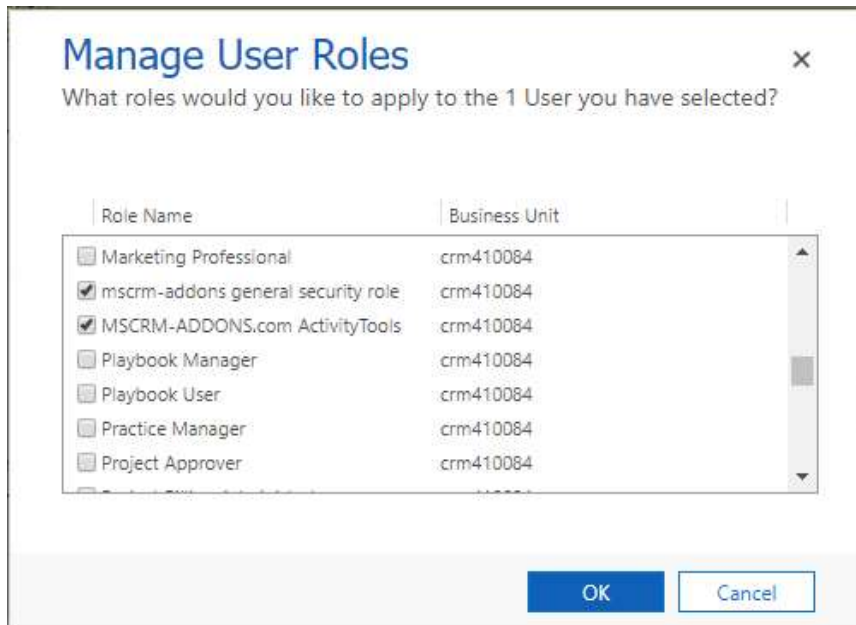 Manage User Roles
What roles would you like to apply to the 1 User you have selected?
Role Name Business Unit
Marketing Professional crm410084
mscrm-addons general security role crm410084
MSCRM-ADDONS.com ActivityTools crm410084
Playbook Manager crm410084
Playbook User crm410084
Practice Manager crm410084
Project Approver crm410084
OK Cancel